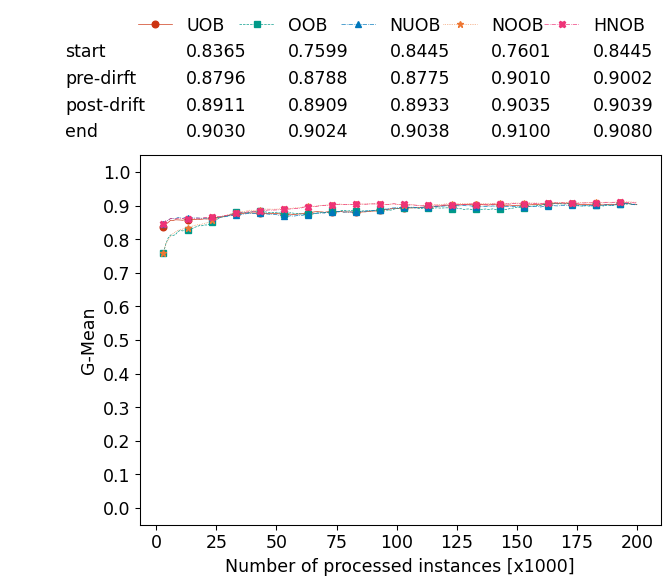 UOB OOB NUOB NOOB HNOB
start 0.8365 0.7599 0.8445 0.7601 0.8445
pre-dirft 0.8796 0.8788 0.8775 0.9010 0.9002
post-drift 0.8911 0.8909 0.8933 0.9035 0.9039
end 0.9030 0.9024 0.9038 0.9100 0.9080
1.0
0.9
0.8
0.7
0.6
0.5
0.4
0.3
0.2
0.1
0.0
G-Mean
0 25 50 75 100 125 150 175 200
Number of processed instances [x1000]